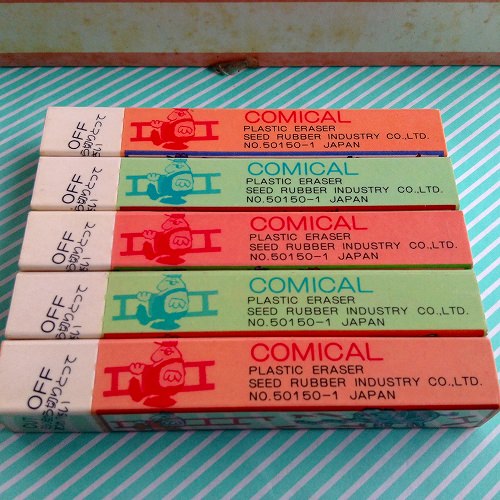 OFF
COMICAL
PLASTIC ERASER
SEED RUBBER INDUSTRY CO.,LTD.
NO.50150-1 JAPAN
OFF
COMICAL
PLASTIC ERASER
SEED RUBBER INDUSTRY CO.,LTD.
NO.50150-1 JAPAN
OFF
COMICAL
PLASTIC ERASER
SEED RUBBER INDUSTRY CO.,LTD.
NO.50150-1 JAPAN
OFF
COMICAL
PLASTIC ERASER
SEED RUBBER INDUSTRY CO.,LTD.
NO.50150-1 JAPAN
OFF
COMICAL
PLASTIC ERASER
SEED RUBBER INDUSTRY CO.,LTD.
NO.50150-1 JAPAN